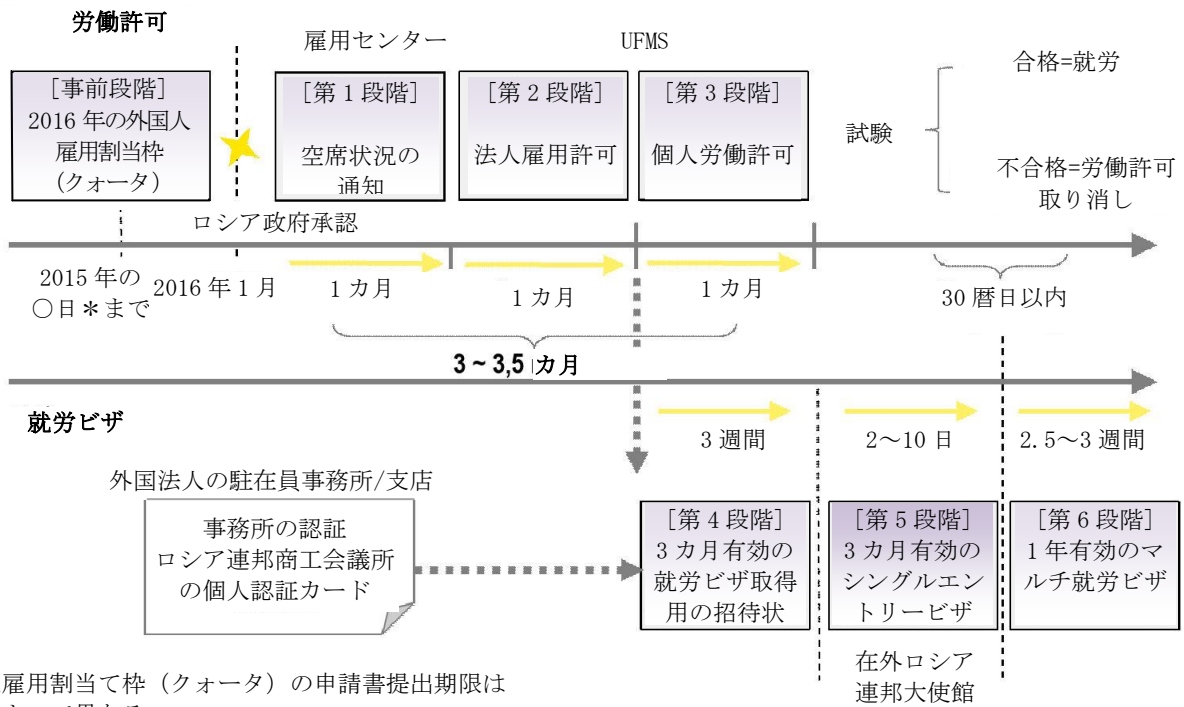 労働許可
雇用センター
UFMS
［事前段階］
2016 年の外国人
雇用割当枠
(クォータ)
［第 1 段階］
空席状況の
通知
［第 2 段階］
法人雇用許可
［第 3 段階］
個人労働許可
試験
合格=就労
不合格=労働許可
取り消し
ロシア政府承認
2015 年の
〇日＊まで
2016 年 1 月
1 カ月
1 カ月
1 カ月
30 暦日以内
3 ~ 3,5 カ月
就労ビザ
3 週間
2～10 日
2.5～3 週間
外国法人の駐在員事務所/支店
事務所の認証
ロシア連邦商工会議所
の個人認証カード
［第 4 段階］
3 カ月有効の
就労ビザ取得
用の招待状
［第 5 段階］
3 カ月有効の
シングルエン
トリービザ
［第 6 段階］
1 年有効のマ
ルチ就労ビザ
在外ロシア
連邦大使館
雇用割当て枠（クォータ）の申請書提出期限は